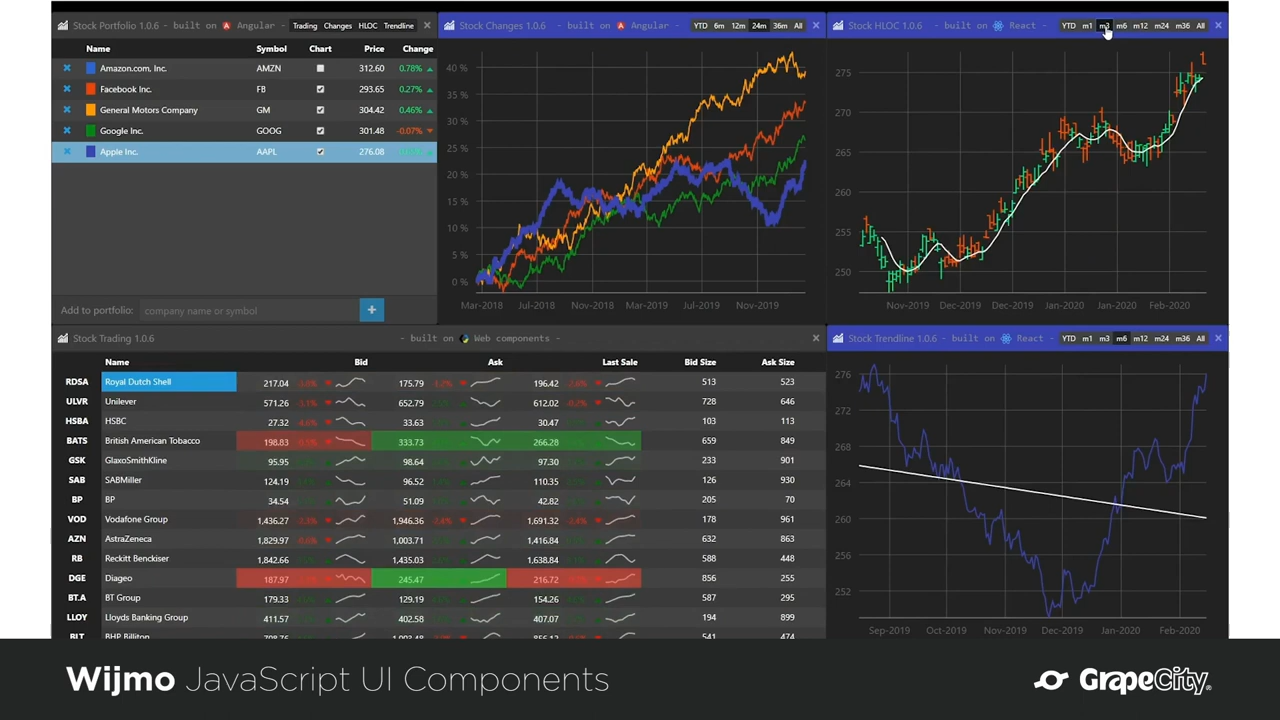 Stock Portfolio 1.0.6 - built on Angular Trading Changes HLOC Trendline
Name Symbol Chart Price Change
Amazon.com, Inc. AMZN 312.60 0.78%
Facebook Inc. FB 293.65 0.27%
General Motors Company GM 304.42 0.46%
Google Inc. GOOG 301.48 -0.07%
Apple Inc. AAPL 276.08
Add to portfolio: company name or symbol +
Stock Changes 1.0.6 - built on Angular - YTD 6m 12m 24m 36m All
40 %
35 %
30 %
25 %
20 %
15 %
10 %
5 %
0 %
Mar-2018 Jul-2018 Nov-2018 Mar-2019 Jul-2019 Nov-2019
Stock HLOC 1.0.6 - built on React - YTD m1 m3 m6 m12 m24 m36 All
275
270
265
260
255
250
Nov-2019 Dec-2019 Dec-2019 Jan-2020 Jan-2020 Feb-2020
Stock Trading 1.0.6 - built on Web components -
Name Bid Ask Last Sale Bid Size Ask Size
RDSA Royal Dutch Shell 217.04 175.79 196.42 513 523
ULVR Unilever 571.26 652.79 612.02 728 646
HSBA HSBC 27.32 33.63 30.47 103 113
BATS British American Tobacco 198.83 333.73 266.28 659 849
GSK GlaxoSmithKline 95.95 98.64 97.30 233 901
SAB SABMiller 124.19 96.52 110.35 126 930
BP BP 34.54 51.09 42.82 205 70
VOD Vodafone Group 1,436.27 1,946.36 1,691.32 178 961
AZN AstraZeneca 1,829.97 1,003.71 1,416.84 632 863
RB Reckitt Benckiser 1,842.66 1,435.03 1,638.84 588 448
DGE Diageo 187.97 245.47 216.72 856 255
BT.A BT Group 179.33 129.19 154.26 587 295
LLOY Lloyds Banking Group 411.57 402.58 407.07 194 899
BLT BHP Billiton 541 474
Stock Trendline 1.0.6 - built on React - YTD m1 m3 m6 m12 m24 m36 All
276
272
268
264
260
256
252
Sep-2019 Oct-2019 Nov-2019 Dec-2019 Jan-2020 Feb-2020
Wijmo JavaScript UI Components
GrapeCity